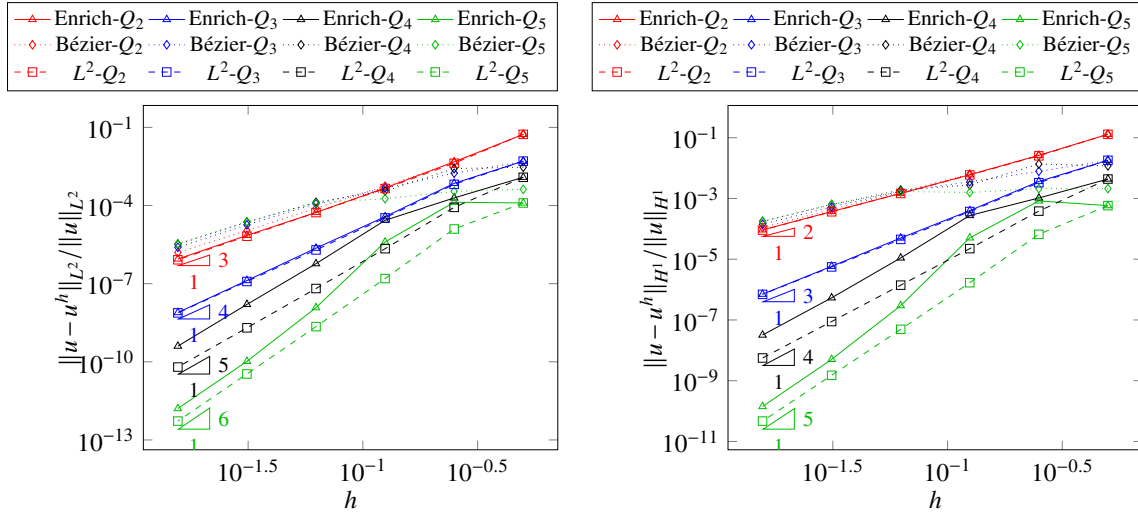 Enrich-Q₂ Enrich-Q₃ Enrich-Q₄ Enrich-Q₅
Bézier-Q₂ Bézier-Q₃ Bézier-Q₄ Bézier-Q₅
L²-Q₂ L²-Q₃ L²-Q₄ L²-Q₅
‖u − uʰ‖_{L²}/‖u‖_{L²}
10⁻¹
10⁻⁴
10⁻⁷
10⁻¹⁰
10⁻¹³
3
1
4
1
5
1
6
1
10⁻¹·⁵ 10⁻¹ 10⁻⁰·⁵
h
Enrich-Q₂ Enrich-Q₃ Enrich-Q₄ Enrich-Q₅
Bézier-Q₂ Bézier-Q₃ Bézier-Q₄ Bézier-Q₅
L²-Q₂ L²-Q₃ L²-Q₄ L²-Q₅
‖u − uʰ‖_{H¹}/‖u‖_{H¹}
10⁻¹
10⁻³
10⁻⁵
10⁻⁷
10⁻⁹
10⁻¹¹
2
1
3
1
4
1
5
1
10⁻¹·⁵ 10⁻¹ 10⁻⁰·⁵
h